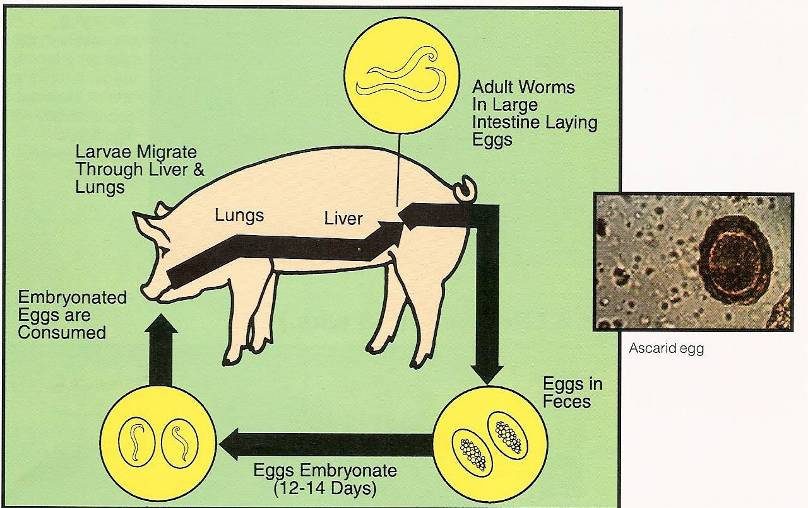 Adult Worms
In Large
Intestine Laying
Eggs
Larvae Migrate
Through Liver &
Lungs
Lungs
Liver
Embryonated
Eggs are
Consumed
Ascarid egg
Eggs in
Feces
Eggs Embryonate
(12-14 Days)